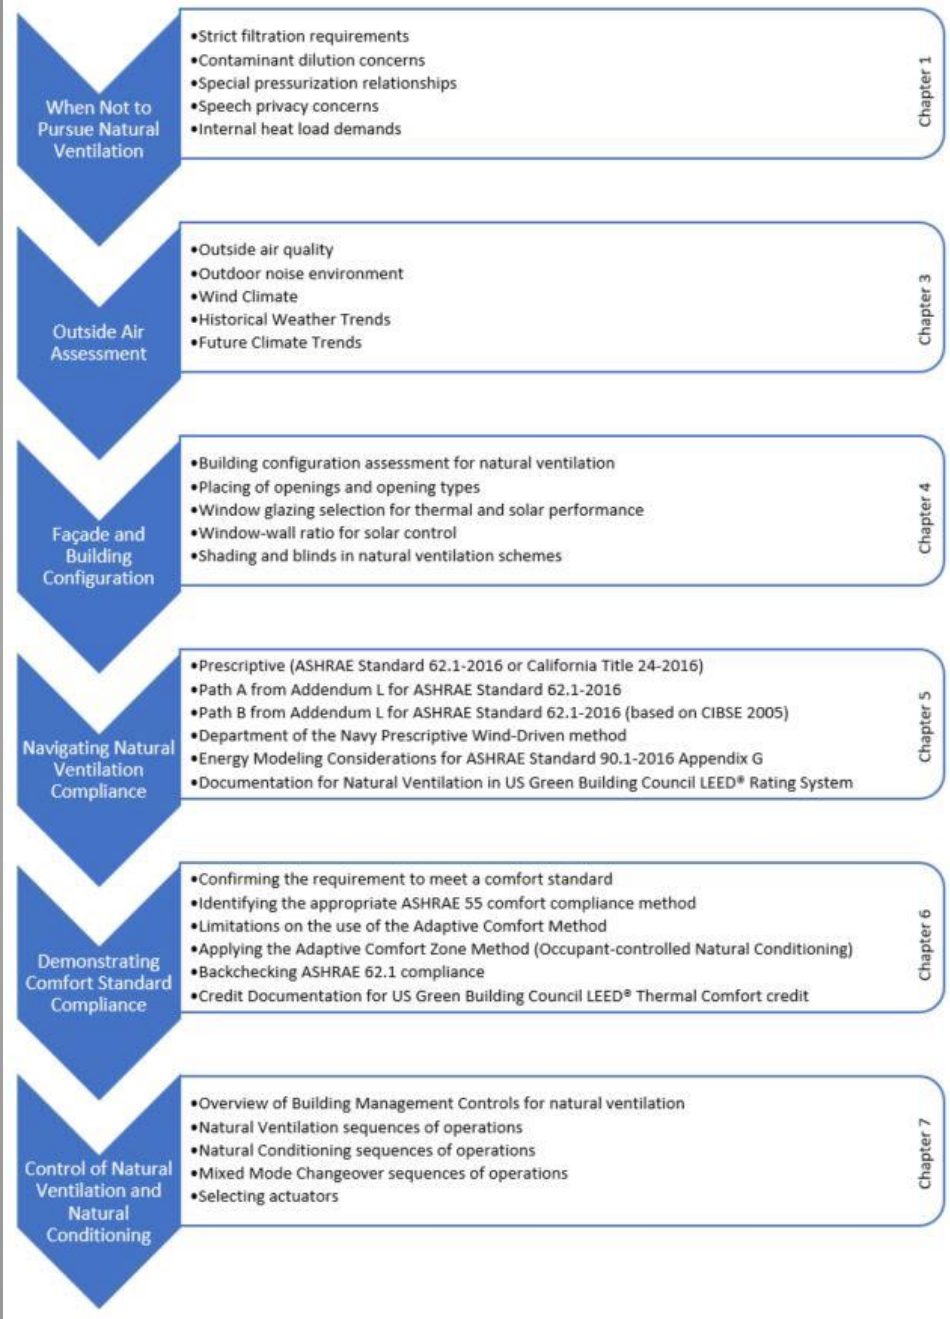 When Not to
Pursue Natural
Ventilation
•Strict filtration requirements
•Contaminant dilution concerns
•Special pressurization relationships
•Speech privacy concerns
•Internal heat load demands
Chapter 1
Outside Air
Assessment
•Outside air quality
•Outdoor noise environment
•Wind Climate
•Historical Weather Trends
•Future Climate Trends
Chapter 3
Façade and
Building
Configuration
•Building configuration assessment for natural ventilation
•Placing of openings and opening types
•Window glazing selection for thermal and solar performance
•Window-wall ratio for solar control
•Shading and blinds in natural ventilation schemes
Chapter 4
Navigating Natural
Ventilation
Compliance
•Prescriptive (ASHRAE Standard 62.1-2016 or California Title 24-2016)
•Path A from Addendum L for ASHRAE Standard 62.1-2016
•Path B from Addendum L for ASHRAE Standard 62.1-2016 (based on CIBSE 2005)
•Department of the Navy Prescriptive Wind-Driven method
•Energy Modeling Considerations for ASHRAE Standard 90.1-2016 Appendix G
•Documentation for Natural Ventilation in US Green Building Council LEED® Rating System
Chapter 5
Demonstrating
Comfort Standard
Compliance
•Confirming the requirement to meet a comfort standard
•Identifying the appropriate ASHRAE 55 comfort compliance method
•Limitations on the use of the Adaptive Comfort Method
•Applying the Adaptive Comfort Zone Method (Occupant-controlled Natural Conditioning)
•Backchecking ASHRAE 62.1 compliance
•Credit Documentation for US Green Building Council LEED® Thermal Comfort credit
Chapter 6
Control of Natural
Ventilation and
Natural
Conditioning
•Overview of Building Management Controls for natural ventilation
•Natural Ventilation sequences of operations
•Natural Conditioning sequences of operations
•Mixed Mode Changeover sequences of operations
•Selecting actuators
Chapter 7